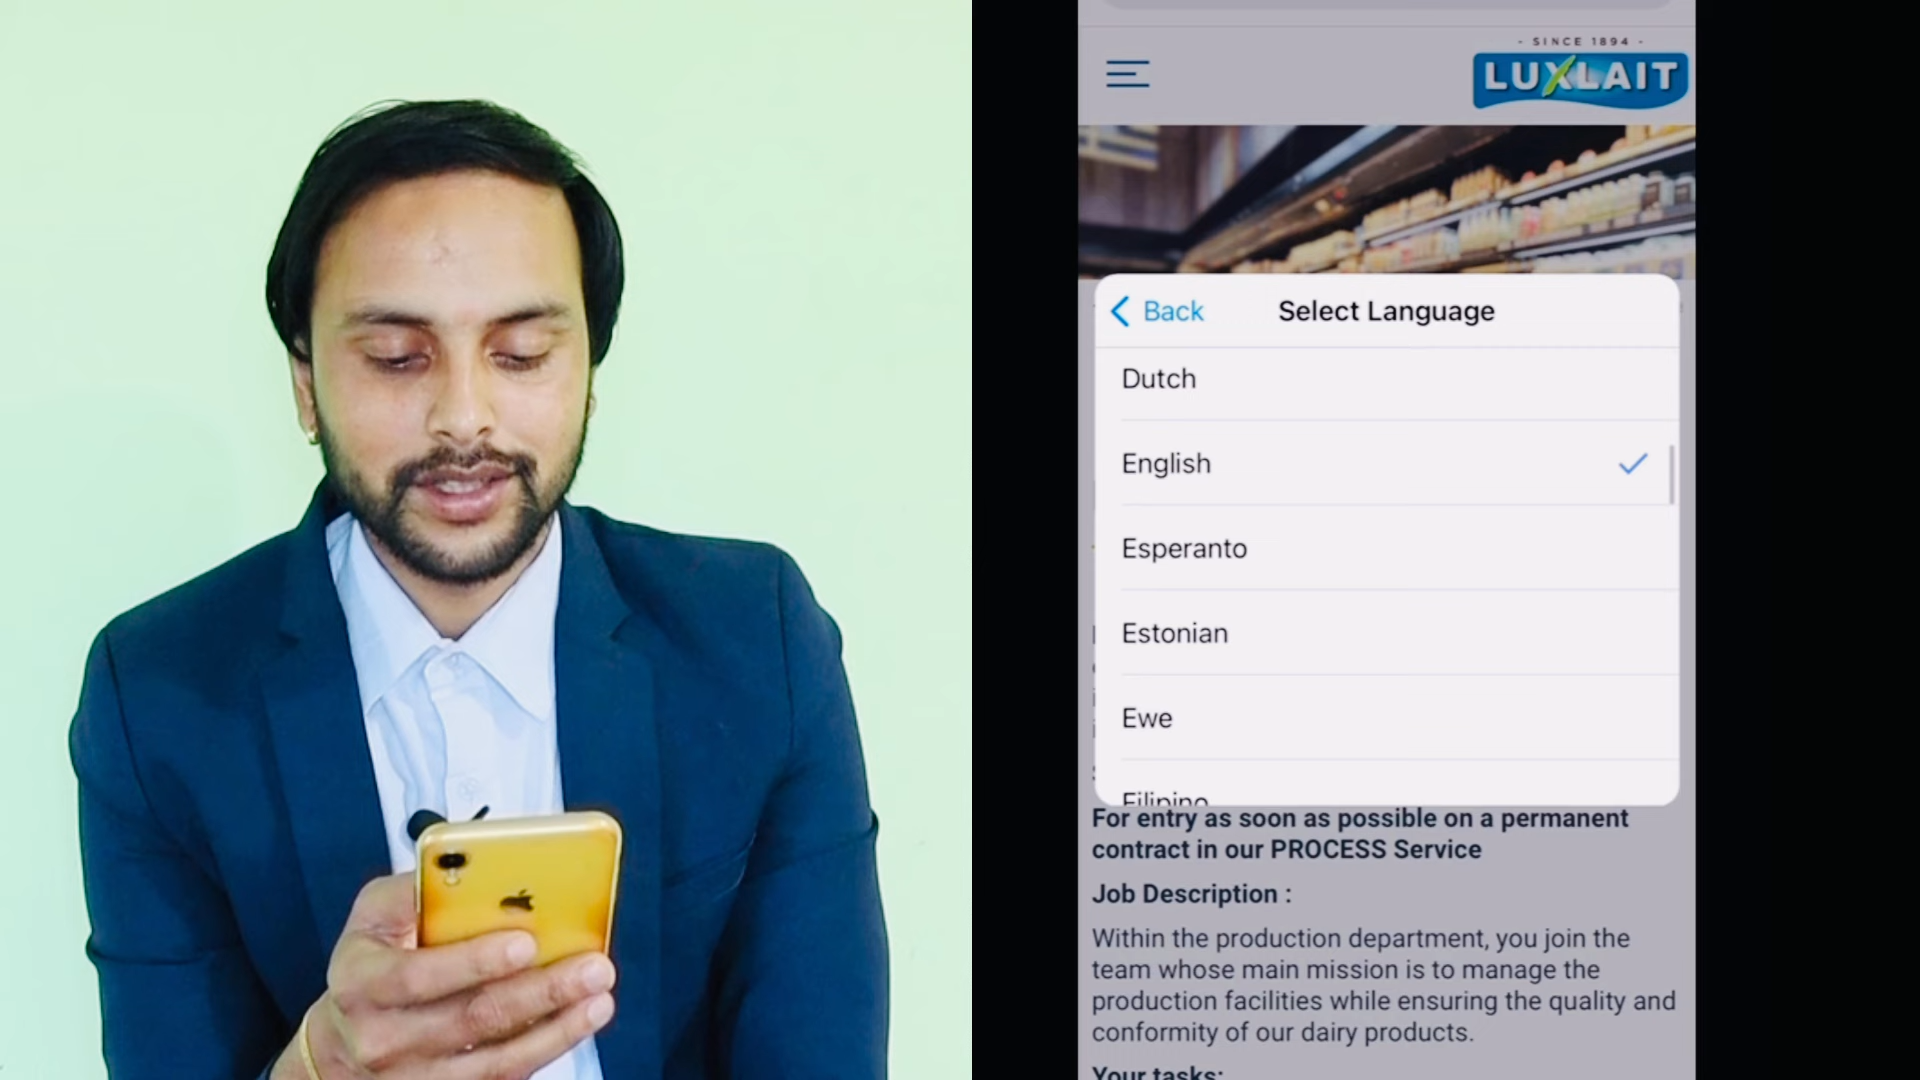 - SINCE 1894 -
LUXLAIT
Back
Select Language
Dutch
English
Esperanto
Estonian
Ewe
Filipino
For entry as soon as possible on a permanent
contract in our PROCESS Service
Job Description :
Within the production department, you join the
team whose main mission is to manage the
production facilities while ensuring the quality and
conformity of our dairy products.
Your tasks: